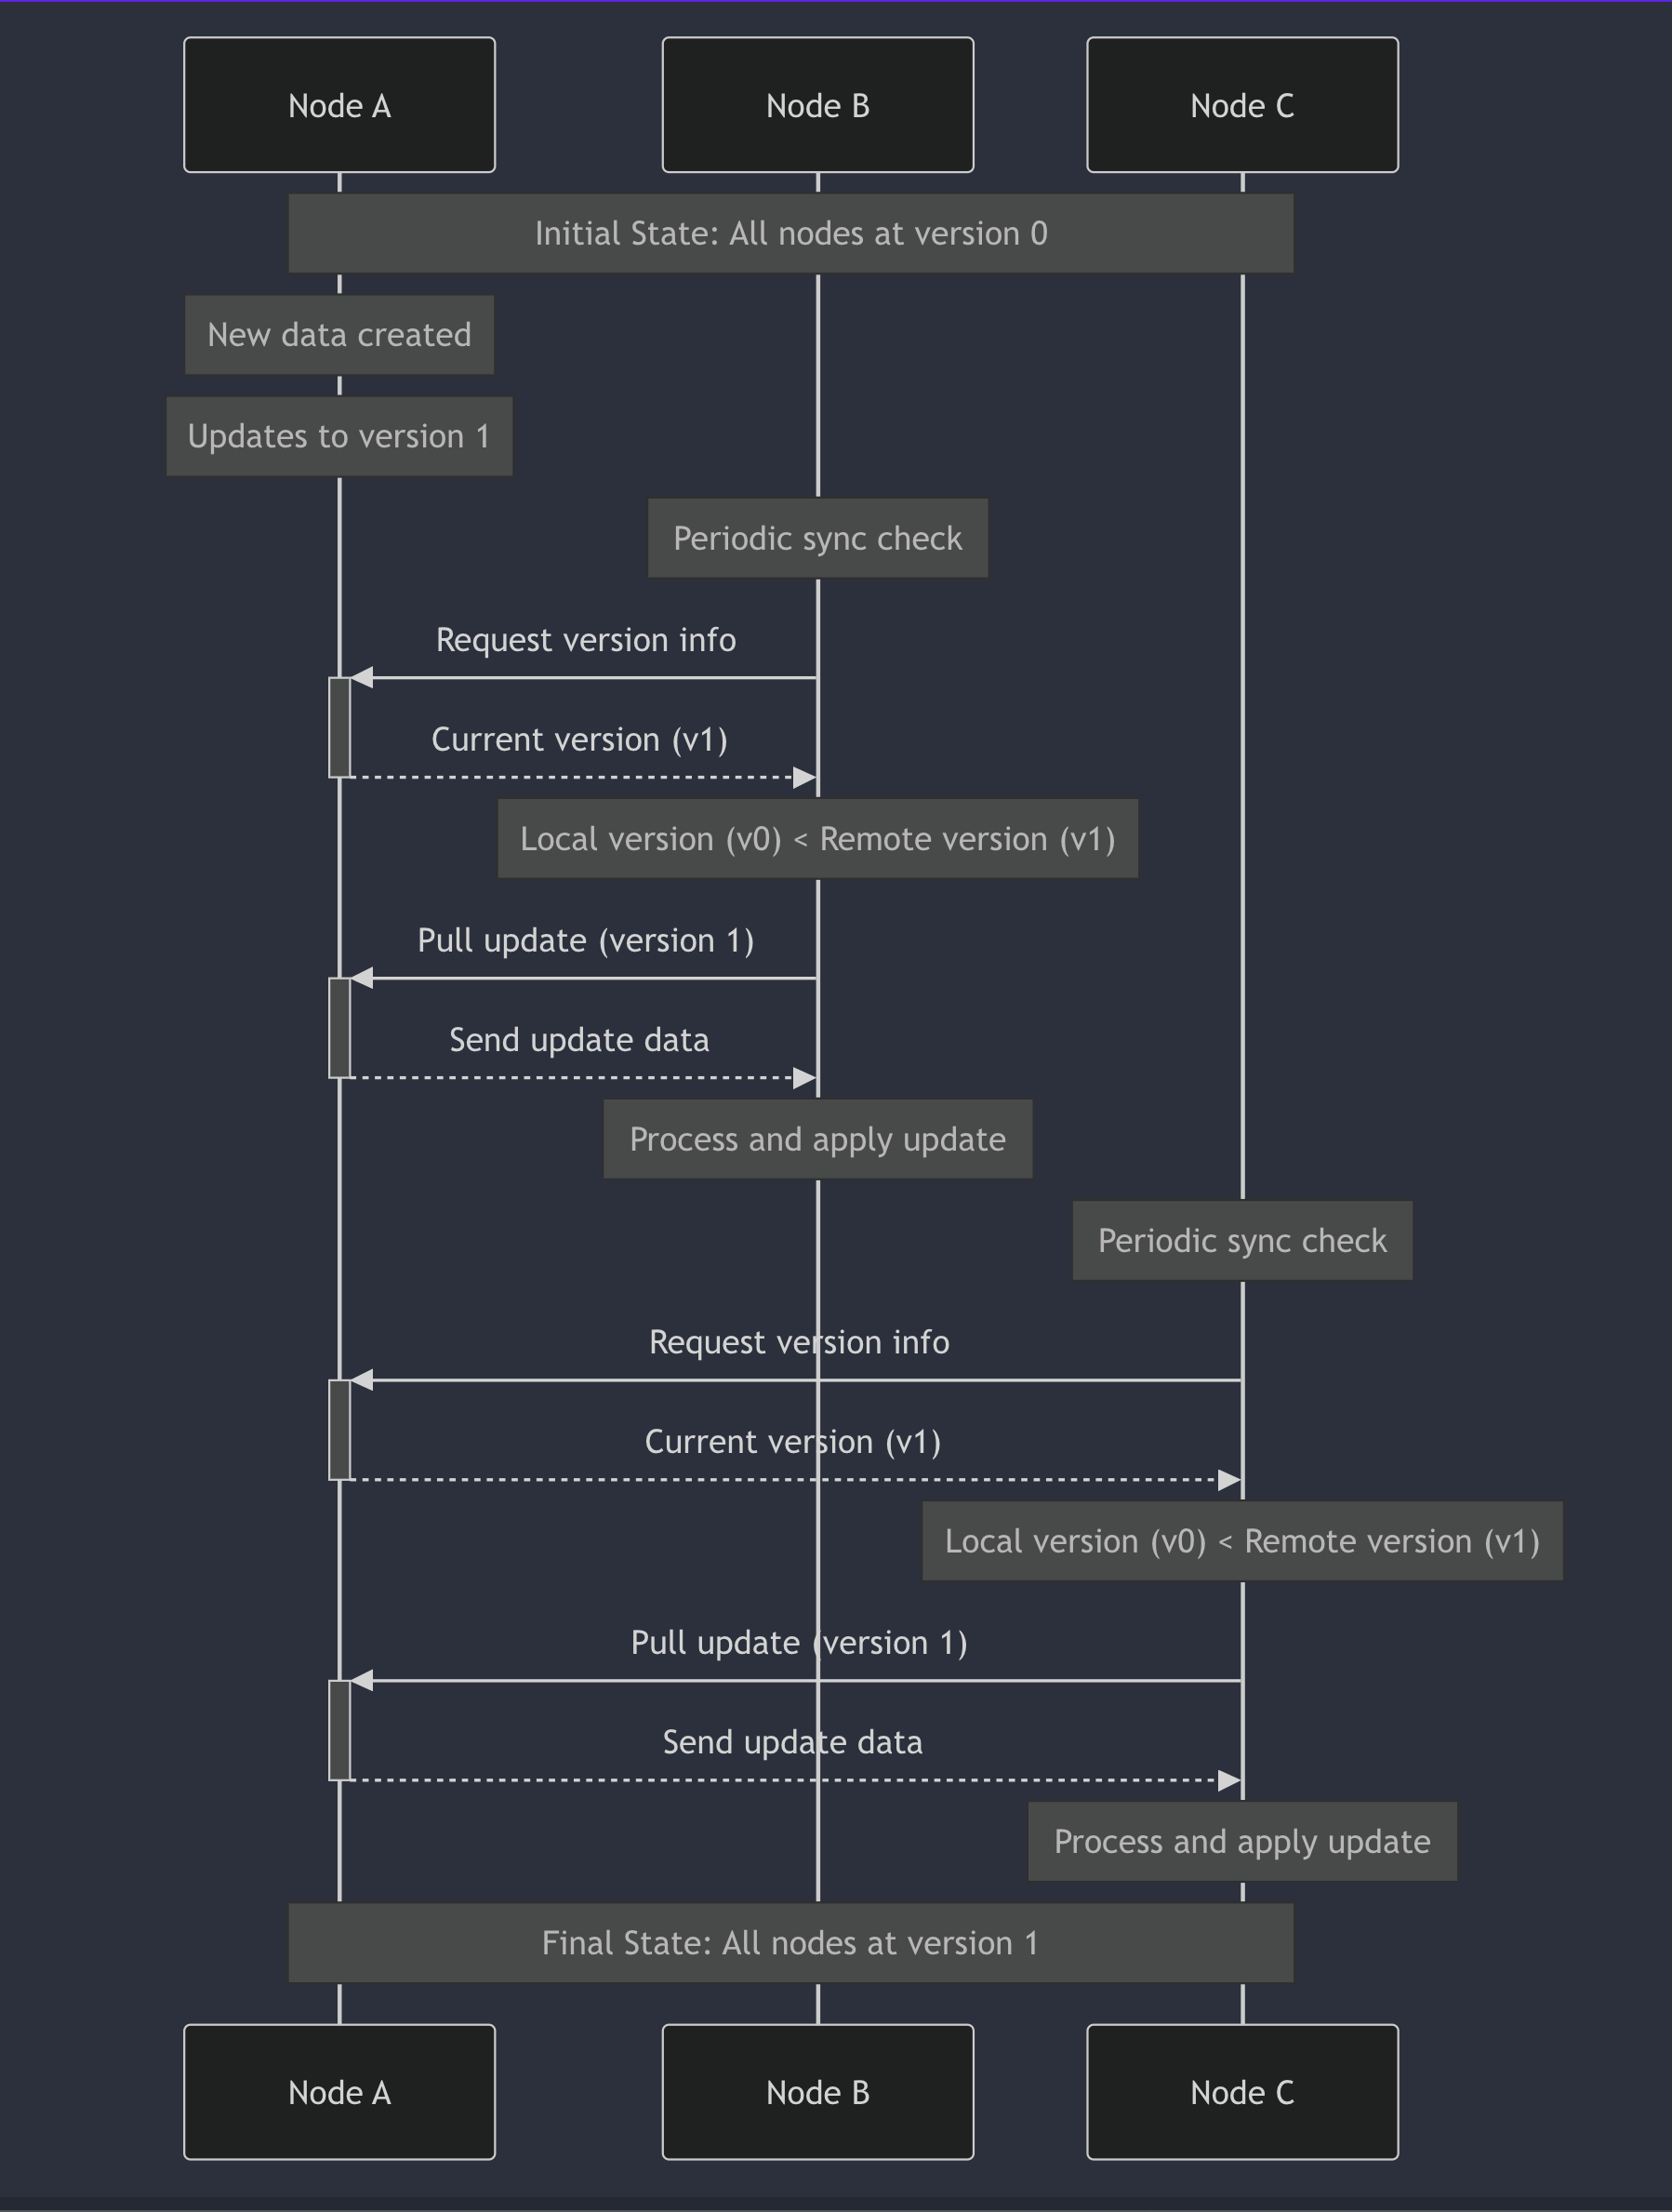 Node A
Node B
Node C
Initial State: All nodes at version 0
New data created
Updates to version 1
Periodic sync check
Request version info
Current version (v1)
Local version (v0) < Remote version (v1)
Pull update (version 1)
Send update data
Process and apply update
Periodic sync check
Request version info
Current version (v1)
Local version (v0) < Remote version (v1)
Pull update (version 1)
Send update data
Process and apply update
Final State: All nodes at version 1
Node A
Node B
Node C